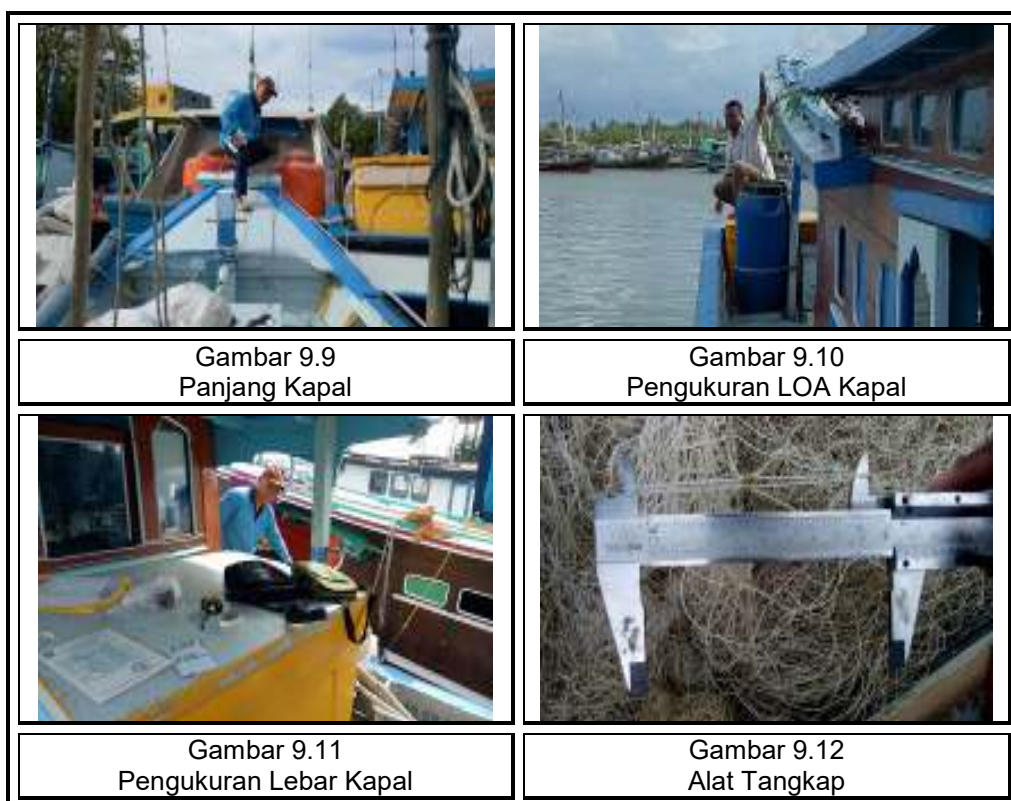 Gambar 9.9
Panjang Kapal
Gambar 9.10
Pengukuran LOA Kapal
Gambar 9.11
Pengukuran Lebar Kapal
Gambar 9.12
Alat Tangkap